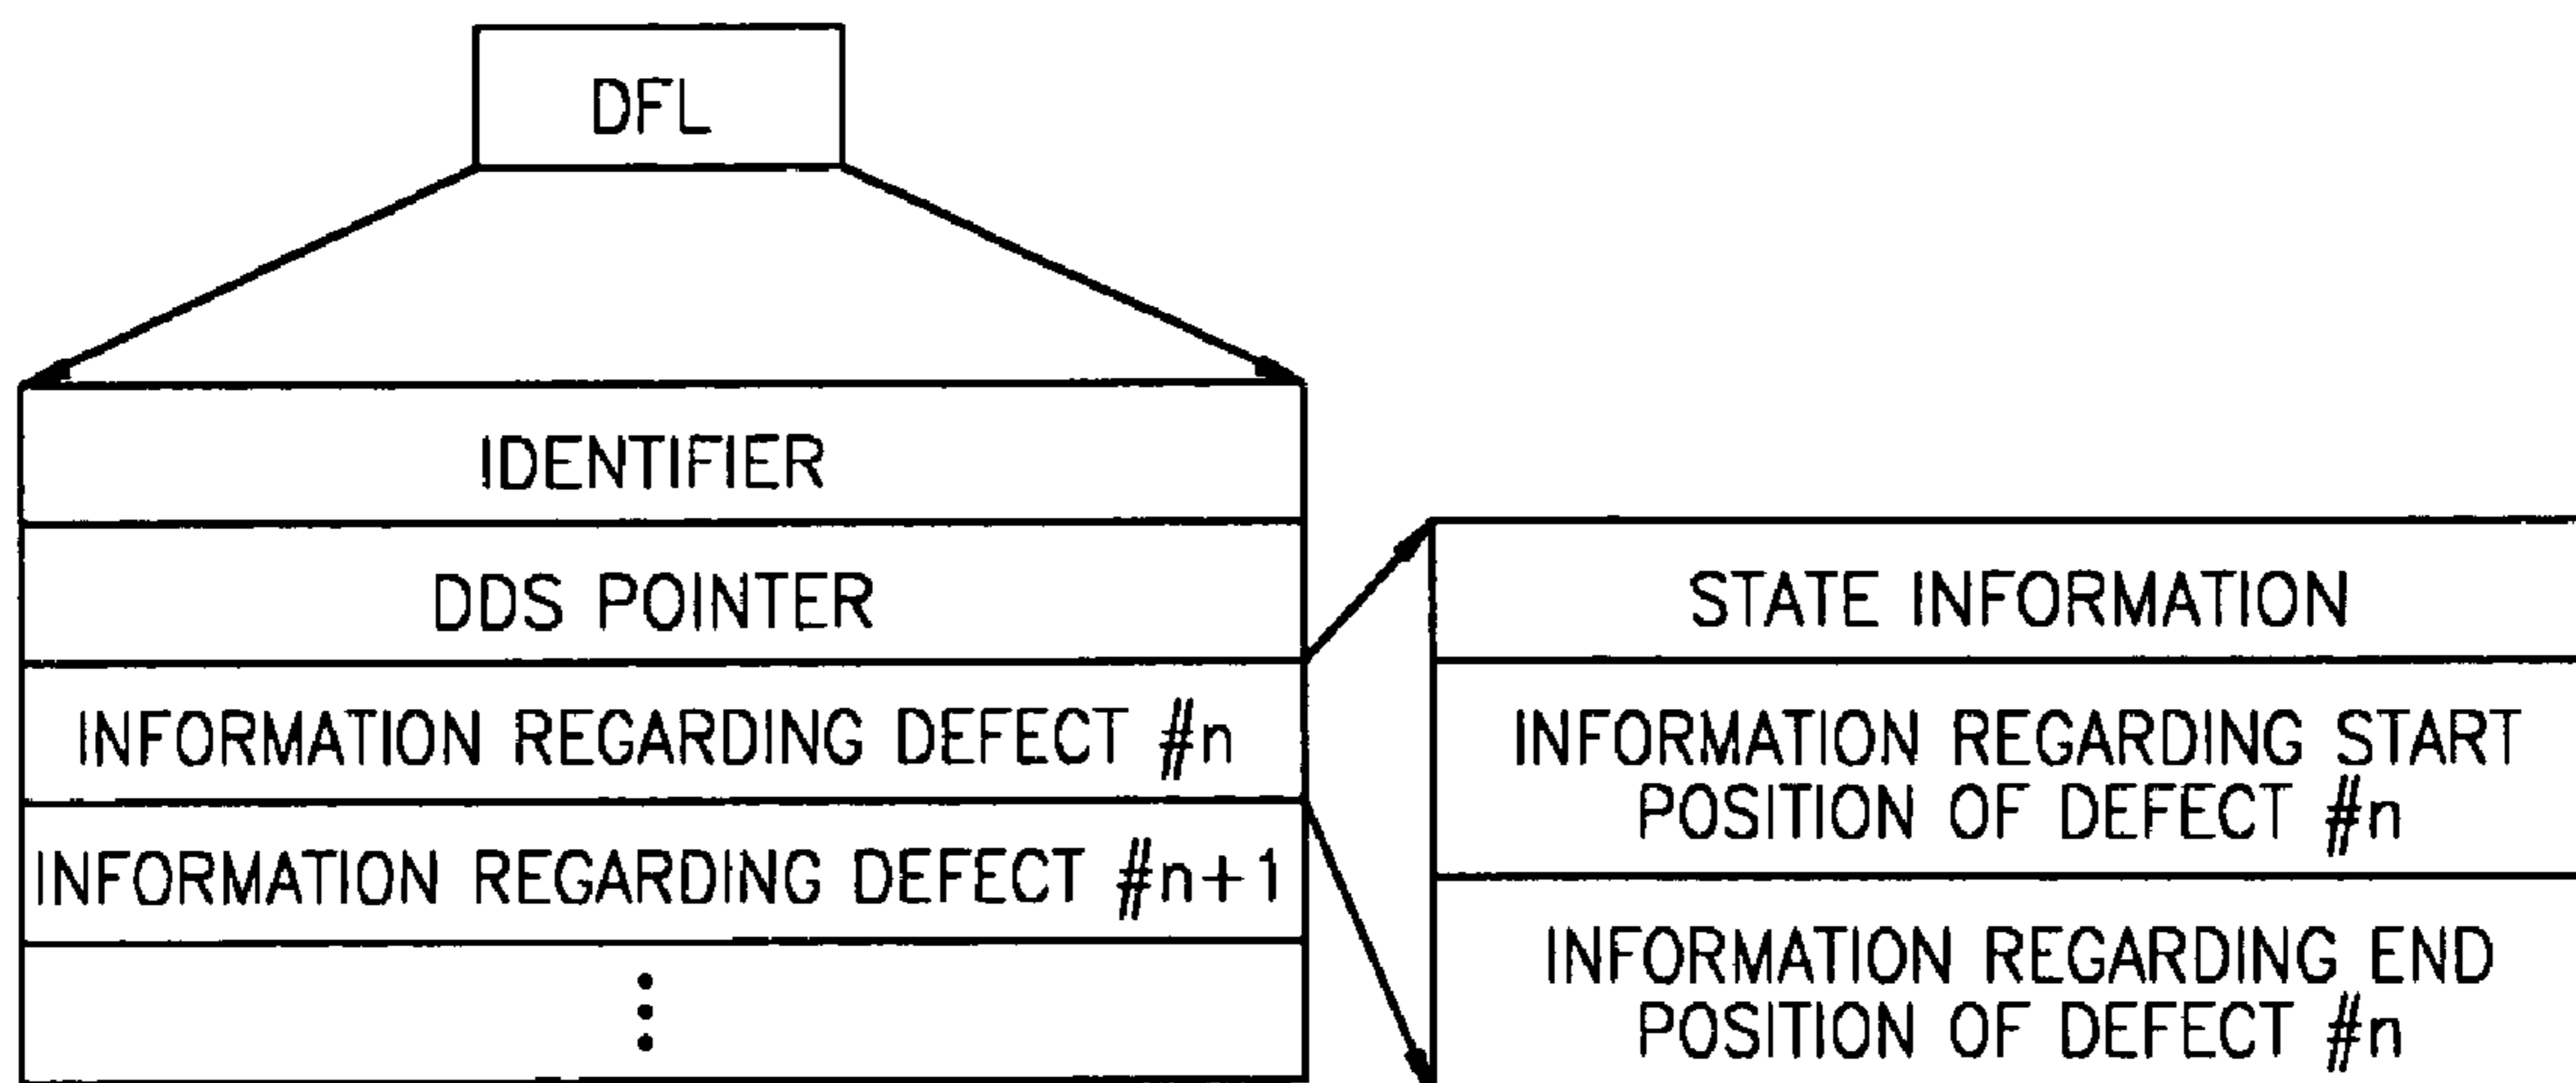 DFL
IDENTIFIER
DDS POINTER
INFORMATION REGARDING DEFECT #n
INFORMATION REGARDING DEFECT #n+1
STATE INFORMATION
INFORMATION REGARDING START
POSITION OF DEFECT #n
INFORMATION REGARDING END
POSITION OF DEFECT #n